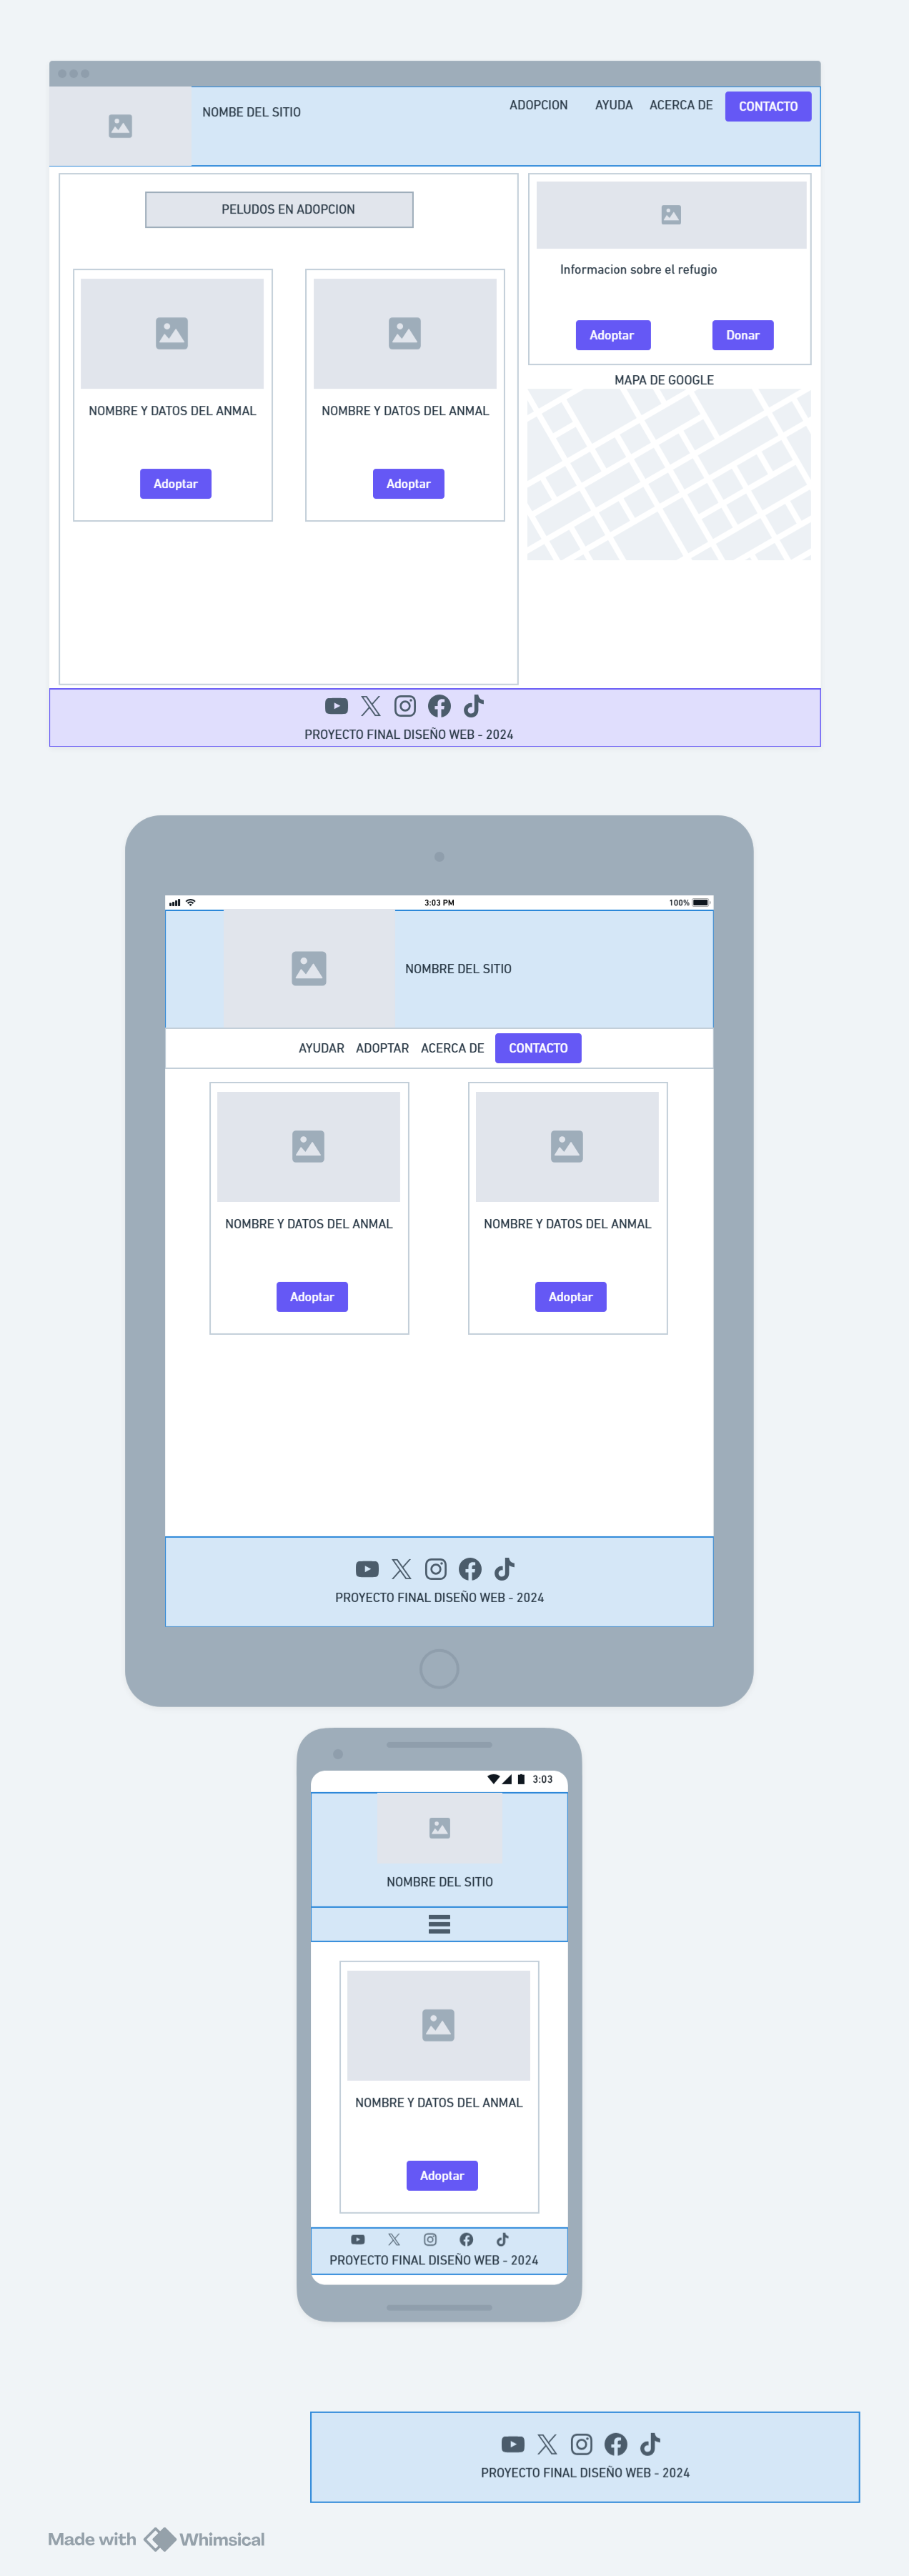 NOMBE DEL SITIO
ADOPCION AYUDA ACERCA DE CONTACTO
PELUDOS EN ADOPCION
NOMBRE Y DATOS DEL ANMAL
Adoptar
NOMBRE Y DATOS DEL ANMAL
Adoptar
Informacion sobre el refugio
Adoptar Donar
MAPA DE GOOGLE
PROYECTO FINAL DISEÑO WEB - 2024
3:03 PM 100%
NOMBRE DEL SITIO
AYUDAR ADOPTAR ACERCA DE CONTACTO
NOMBRE Y DATOS DEL ANMAL
Adoptar
NOMBRE Y DATOS DEL ANMAL
Adoptar
PROYECTO FINAL DISEÑO WEB - 2024
3:03
NOMBRE DEL SITIO
NOMBRE Y DATOS DEL ANMAL
Adoptar
PROYECTO FINAL DISEÑO WEB - 2024
PROYECTO FINAL DISEÑO WEB - 2024
Made with Whimsical